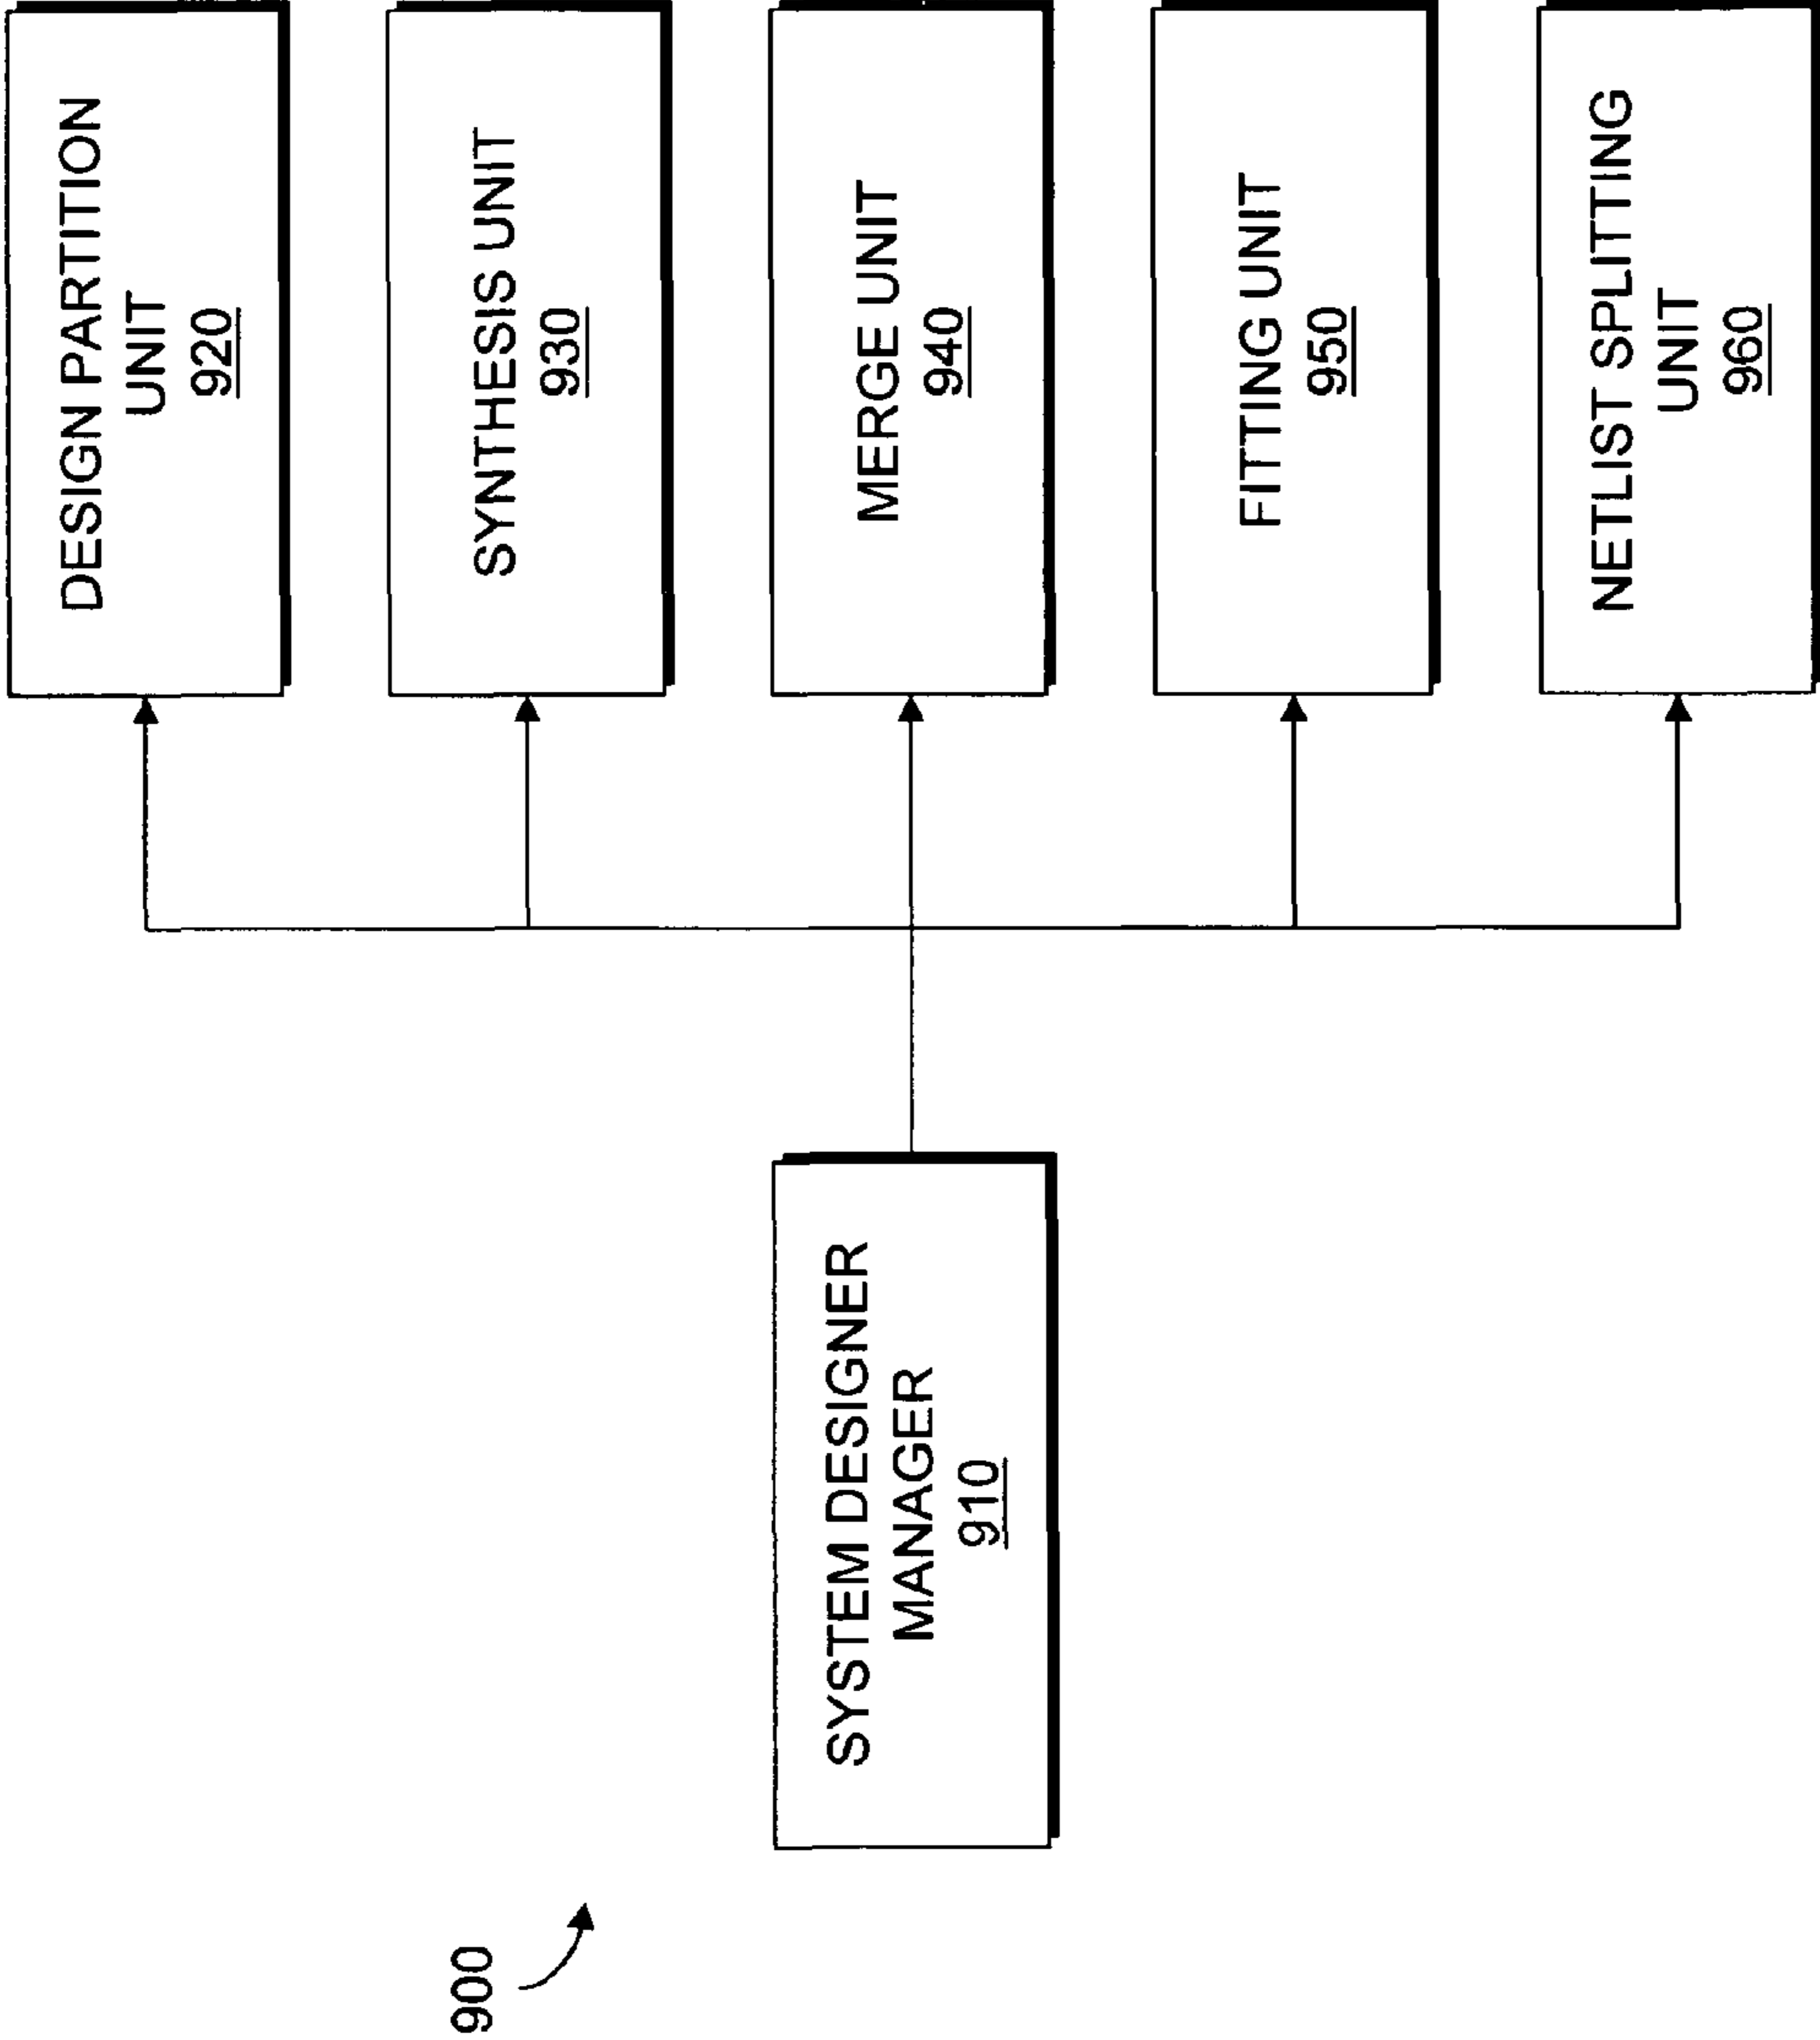 900
SYSTEM DESIGNER
MANAGER
910
DESIGN PARTITION
UNIT
920
SYNTHESIS UNIT
930
MERGE UNIT
940
FITTING UNIT
950
NETLIST SPLITTING
UNIT
960